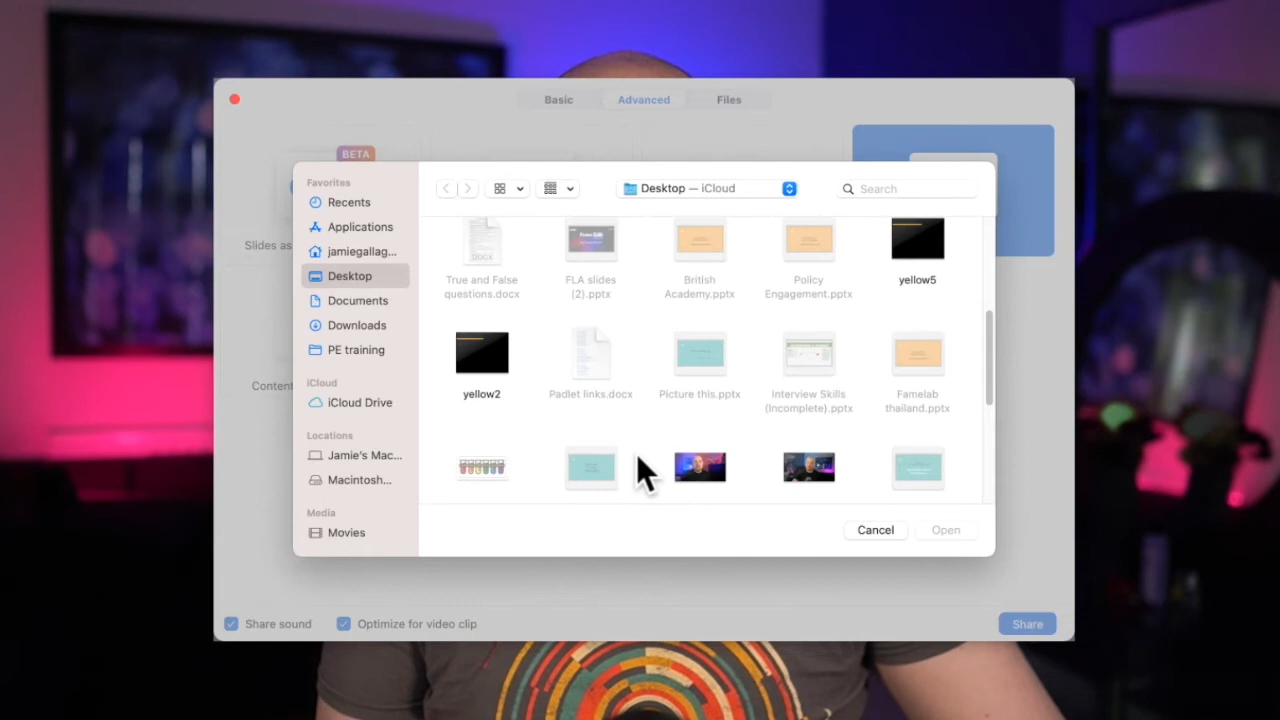 Basic
Advanced
Files
BETA
Slides as
Content
Favorites
Recents
Applications
jamiegallag...
Desktop
Documents
Downloads
PE training
iCloud
iCloud Drive
Locations
Jamie's Mac...
Macintosh...
Media
Movies
Desktop — iCloud
Search
DOCX
True and False
questions.docx
FLA slides
(2).pptx
British
Academy.pptx
Policy
Engagement.pptx
yellow5
yellow2
Padlet links.docx
Picture this.pptx
Interview Skills
(Incomplete).pptx
Famelab
thailand.pptx
Cancel
Open
Share sound
Optimize for video clip
Share